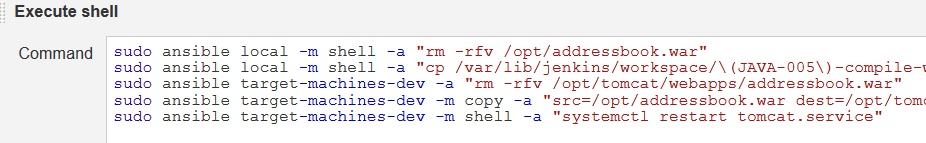 Execute shell
Command
sudo ansible local -m shell -a "rm -rfv /opt/addressbook.war"
sudo ansible local -m shell -a "cp /var/lib/jenkins/workspace/\(JAVA-005\)-compile-
sudo ansible target-machines-dev -a "rm -rfv /opt/tomcat/webapps/addressbook.war"
sudo ansible target-machines-dev -m copy -a "src=/opt/addressbook.war dest=/opt/tom
sudo ansible target-machines-dev -m shell -a "systemctl restart tomcat.service"